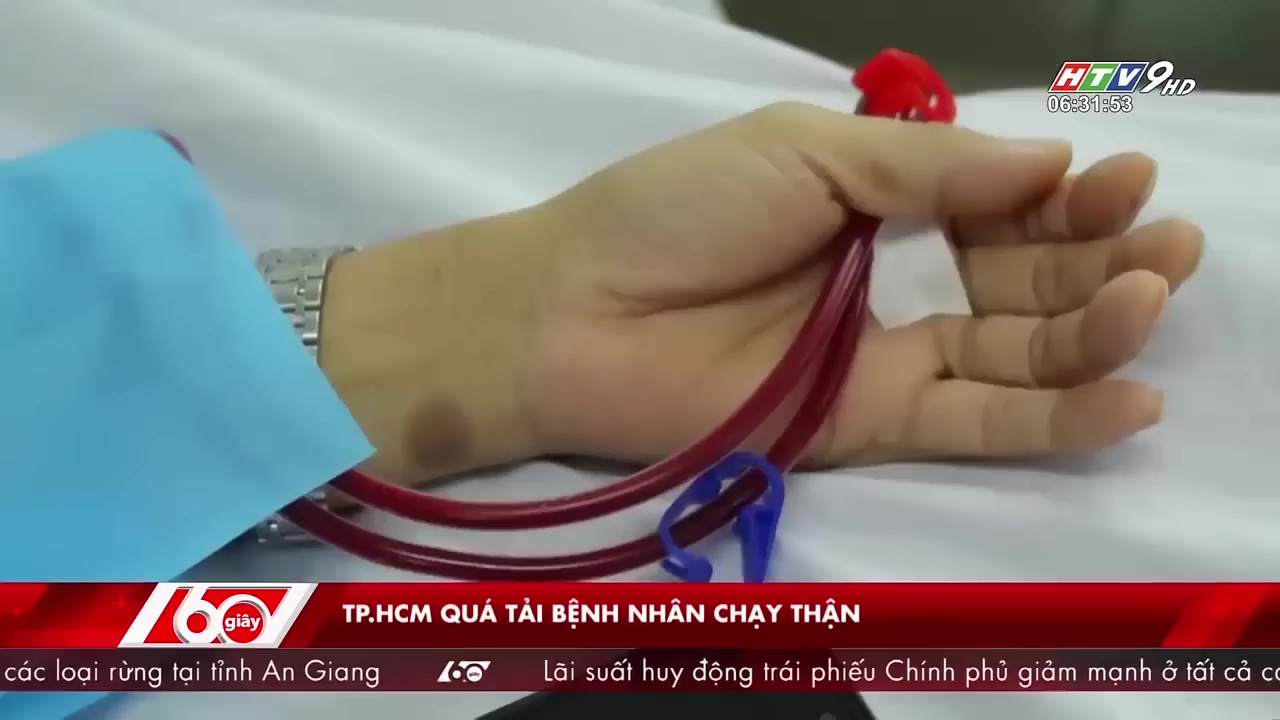 HTV9HD
06:31:53
60 giây
TP.HCM QUÁ TẢI BỆNH NHÂN CHẠY THẬN
các loại rừng tại tỉnh An Giang
60 giây
Lãi suất huy động trái phiếu Chính phủ giảm mạnh ở tất cả